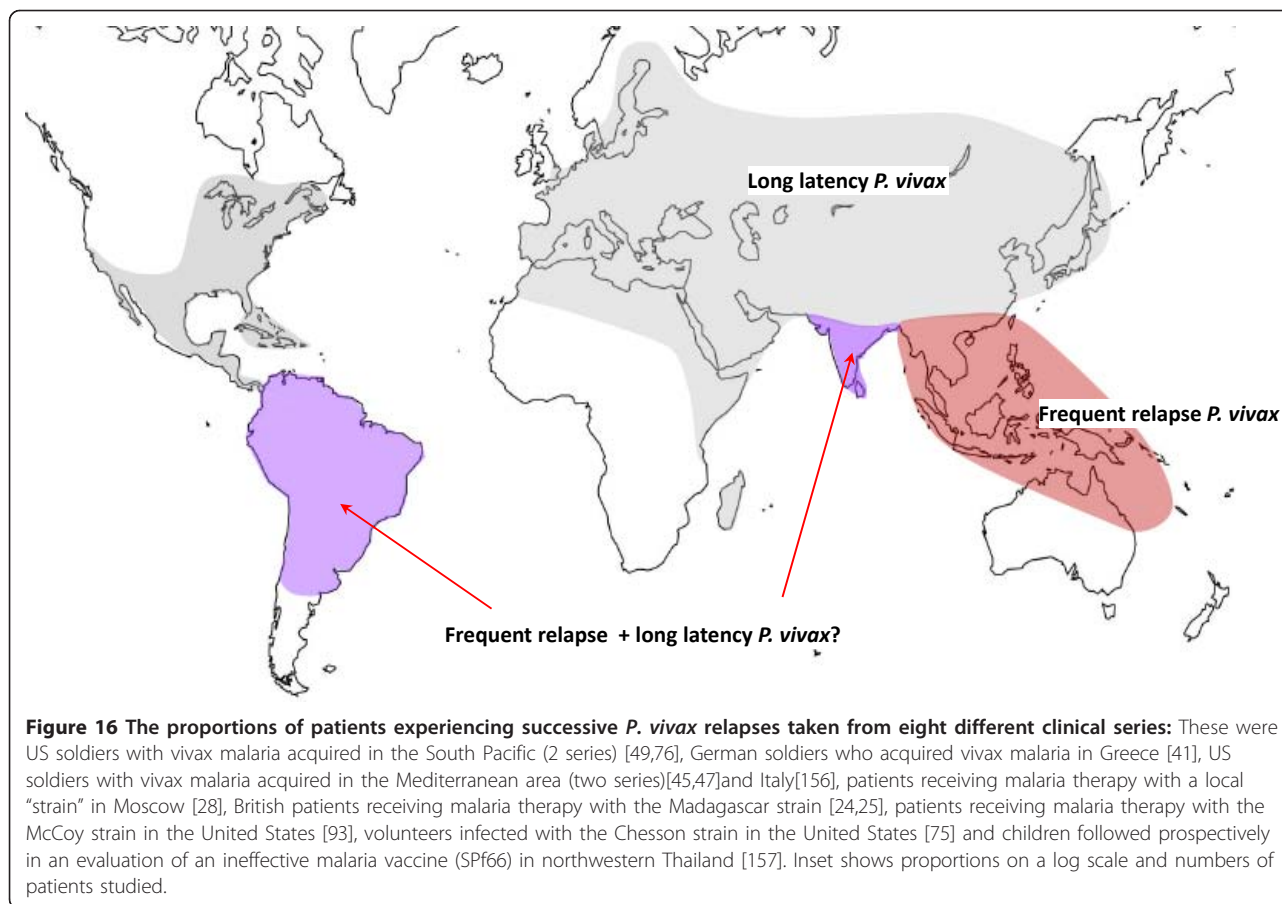 Long latency P. vivax
Frequent relapse P. vivax
Frequent relapse + long latency P. vivax?
Figure 16 The proportions of patients experiencing successive P. vivax relapses taken from eight different clinical series: These were
US soldiers with vivax malaria acquired in the South Pacific (2 series) [49,76], German soldiers who acquired vivax malaria in Greece [41], US
soldiers with vivax malaria acquired in the Mediterranean area (two series)[45,47]and Italy[156], patients receiving malaria therapy with a local
“strain” in Moscow [28], British patients receiving malaria therapy with the Madagascar strain [24,25], patients receiving malaria therapy with the
McCoy strain in the United States [93], volunteers infected with the Chesson strain in the United States [75] and children followed prospectively
in an evaluation of an ineffective malaria vaccine (SPf66) in northwestern Thailand [157]. Inset shows proportions on a log scale and numbers of
patients studied.